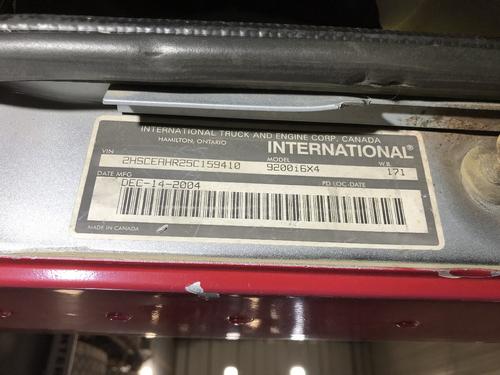 INTERNATIONAL TRUCK AND ENGINE CORP. CANADA
HAMILTON, ONTARIO
INTERNATIONAL®
VIN MODEL W.B.
2HSCEAHR25C159410 9200i6X4 171
DATE MFG PD LOC-DATE
DEC-14-2004
MADE IN CANADA